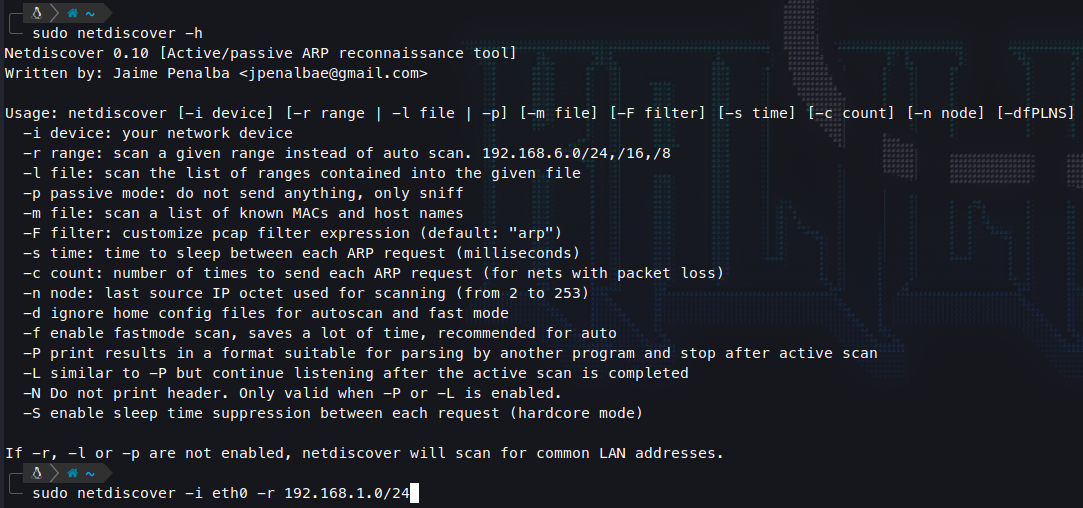 ~
sudo netdiscover -h
Netdiscover 0.10 [Active/passive ARP reconnaissance tool]
Written by: Jaime Penalba <jpenalbae@gmail.com>
Usage: netdiscover [-i device] [-r range | -l file | -p] [-m file] [-F filter] [-s time] [-c count] [-n node] [-dfPLNS]
-i device: your network device
-r range: scan a given range instead of auto scan. 192.168.6.0/24,/16,/8
-l file: scan the list of ranges contained into the given file
-p passive mode: do not send anything, only sniff
-m file: scan a list of known MACs and host names
-F filter: customize pcap filter expression (default: "arp")
-s time: time to sleep between each ARP request (milliseconds)
-c count: number of times to send each ARP request (for nets with packet loss)
-n node: last source IP octet used for scanning (from 2 to 253)
-d ignore home config files for autoscan and fast mode
-f enable fastmode scan, saves a lot of time, recommended for auto
-P print results in a format suitable for parsing by another program and stop after active scan
-L similar to -P but continue listening after the active scan is completed
-N Do not print header. Only valid when -P or -L is enabled.
-S enable sleep time suppression between each request (hardcore mode)
If -r, -l or -p are not enabled, netdiscover will scan for common LAN addresses.
~
sudo netdiscover -i eth0 -r 192.168.1.0/24